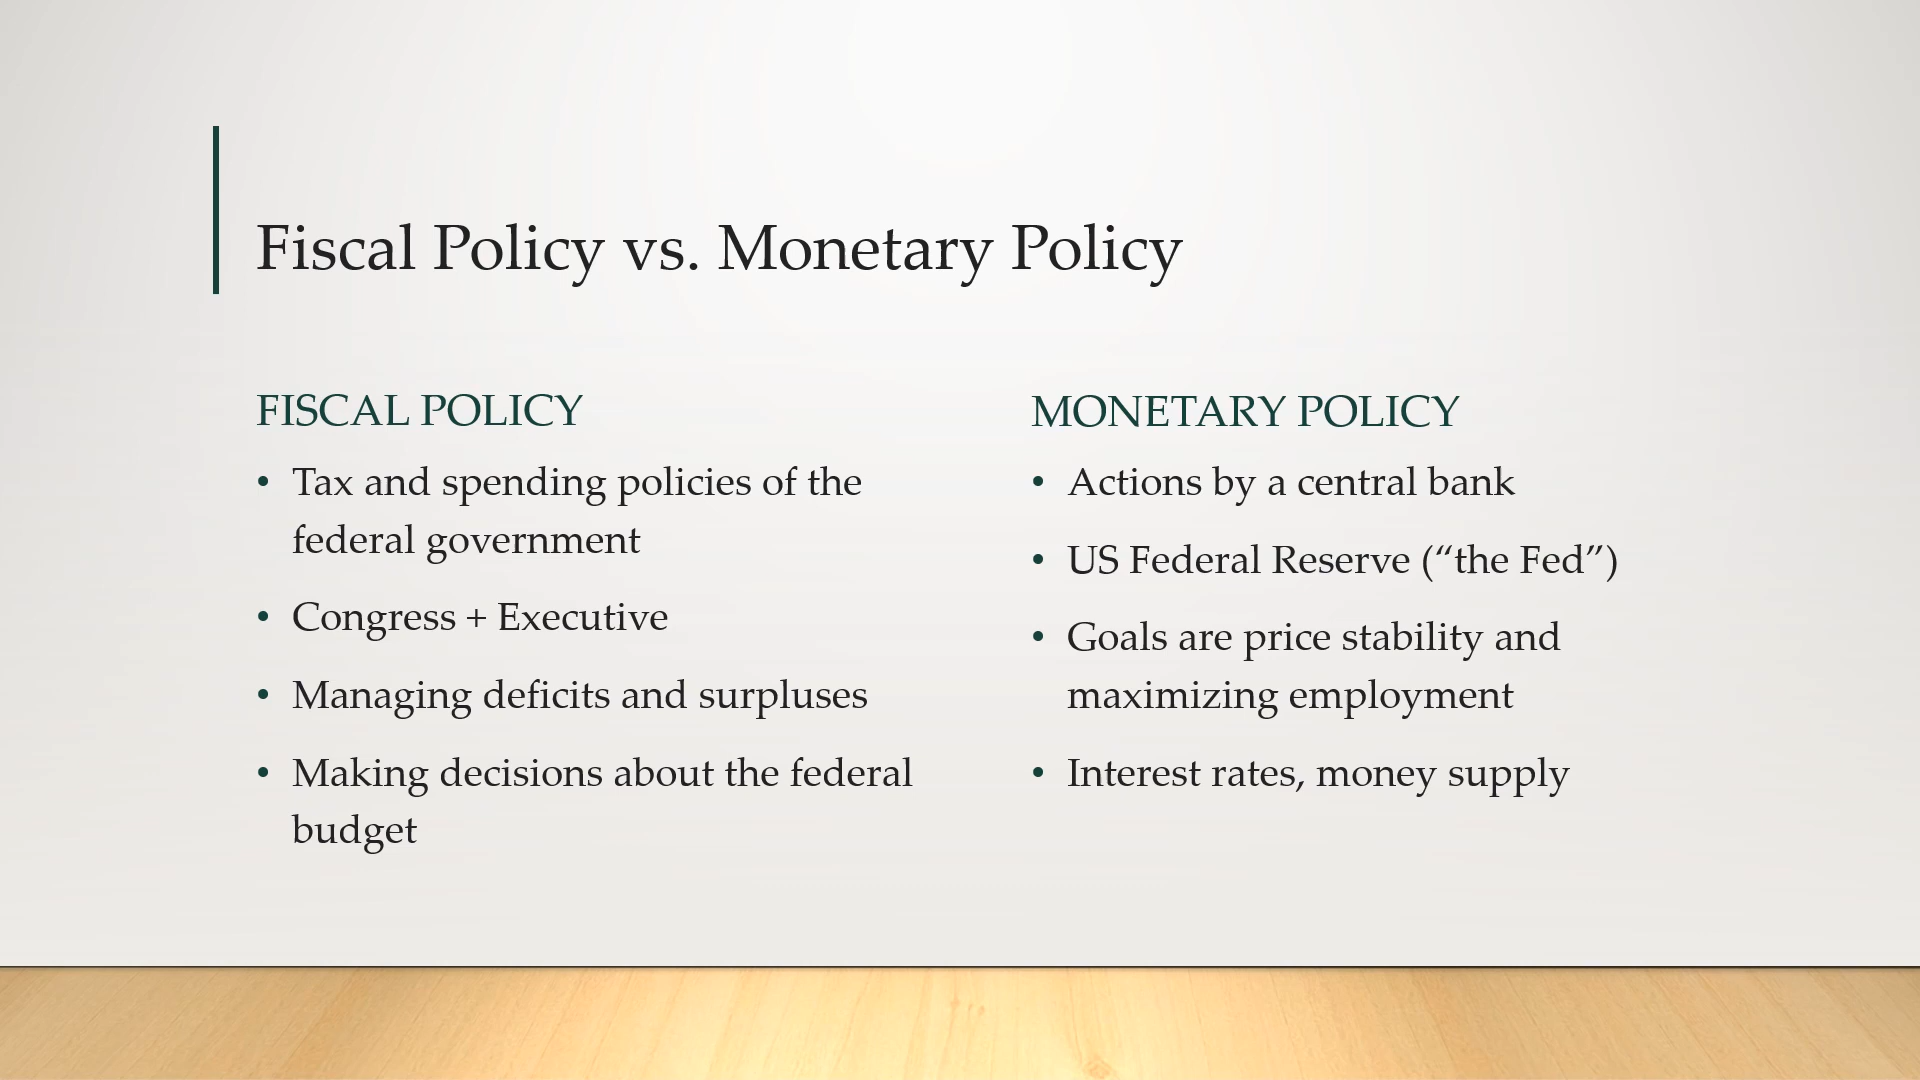 Fiscal Policy vs. Monetary Policy
FISCAL POLICY
• Tax and spending policies of the
federal government
• Congress + Executive
• Managing deficits and surpluses
• Making decisions about the federal
budget
MONETARY POLICY
• Actions by a central bank
• US Federal Reserve (“the Fed”)
• Goals are price stability and
maximizing employment
• Interest rates, money supply